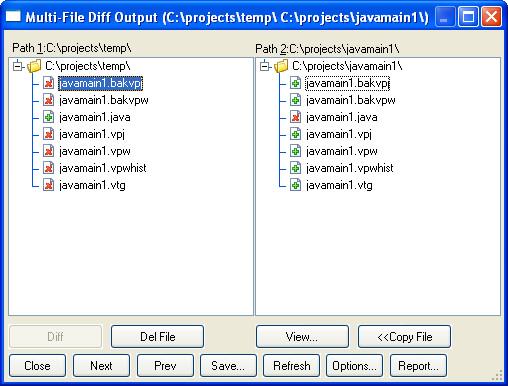 Multi-File Diff Output (C:\projects\temp\ C:\projects\javamain1\)
Path 1:C:\projects\temp\
C:\projects\temp\
javamain1.bakvpj
javamain1.bakvpw
javamain1.java
javamain1.vpj
javamain1.vpw
javamain1.vpwhist
javamain1.vtg
Path 2:C:\projects\javamain1\
C:\projects\javamain1\
javamain1.bakvpj
javamain1.bakvpw
javamain1.java
javamain1.vpj
javamain1.vpw
javamain1.vpwhist
javamain1.vtg
Diff
Del File
View...
<<Copy File
Close
Next
Prev
Save...
Refresh
Options...
Report...